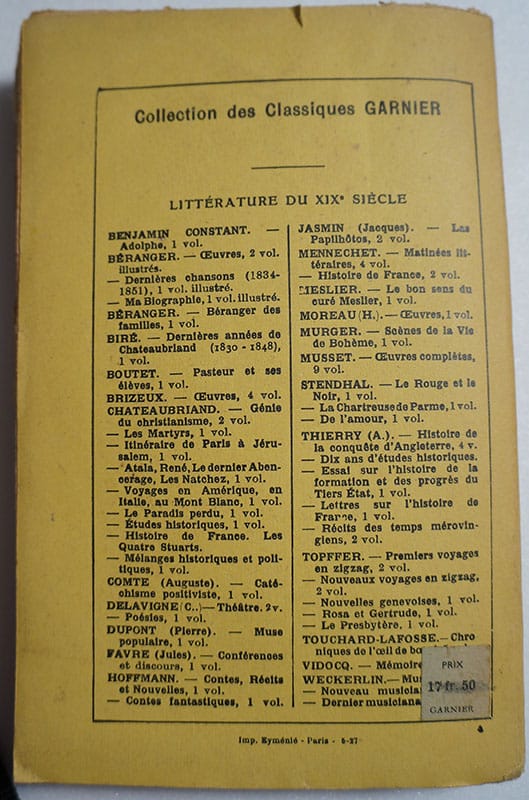 Collection des Classiques GARNIER
LITTÉRATURE DU XIXe SIÈCLE
BENJAMIN CONSTANT. —
Adolphe, 1 vol.
BÉRANGER. — Œuvres, 2 vol.
illustrés.
— Dernières chansons (1834-
1851), 1 vol. illustré.
— Ma Biographie, 1 vol. illustré.
BÉRANGER. — Béranger des
familles, 1 vol.
BIRÉ. — Dernières années de
Chateaubriand (1830 - 1848),
1 vol.
BOUTET. — Pasteur et ses
élèves, 1 vol.
BRIZEUX. — Œuvres, 4 vol.
CHATEAUBRIAND. — Génie
du christianisme, 2 vol.
— Les Martyrs, 1 vol.
— Itinéraire de Paris à Jéru-
salem, 1 vol.
— Atala, René, Le dernier Aben-
cerage, Les Natchez, 1 vol.
— Voyages en Amérique, en
Italie, au Mont Blanc, 1 vol.
— Le Paradis perdu, 1 vol.
— Études historiques, 1 vol.
— Histoire de France. Les
Quatre Stuarts.
— Mélanges historiques et poli-
tiques, 1 vol.
COMTE (Auguste). — Caté-
chisme positiviste, 1 vol.
DELAVIGNE (C..) — Théâtre. 2 v.
— Poésies, 1 vol.
DUPONT (Pierre). — Muse
populaire, 1 vol.
FAVRE (Jules). — Conférences
et discours, 1 vol.
HOFFMANN. — Contes, Récits
et Nouvelles, 1 vol.
— Contes fantastiques, 1 vol.
JASMIN (Jacques). — Las
Papilhôtos, 2 vol.
MENNECHET. — Matinées lit-
téraires, 4 vol.
— Histoire de France, 2 vol.
MESLIER. — Le bon sens du
curé Meslier, 1 vol.
MOREAU (H.). — Œuvres, 1 vol.
MURGER. — Scènes de la Vie
de Bohème, 1 vol.
MUSSET. — Œuvres complètes,
9 vol.
STENDHAL. — Le Rouge et le
Noir, 1 vol.
— La Chartreuse de Parme, 1 vol.
— De l'amour, 1 vol.
THIERRY (A.). — Histoire de
la conquête d'Angleterre, 4 v.
— Dix ans d'études historiques.
— Essai sur l'histoire de la
formation et des progrès du
Tiers État, 1 vol.
— Lettres sur l'histoire de
France, 1 vol.
— Récits des temps mérovin-
giens, 2 vol.
TOPFFER. — Premiers voyages
en zigzag, 2 vol.
— Nouveaux voyages en zigzag,
2 vol.
— Nouvelles genevoises, 1 vol.
— Rosa et Gertrude, 1 vol.
— Le Presbytère, 1 vol.
TOUCHARD-LAFOSSE. — Chro
niques de l'œil de
VIDOCQ. — Mémoire
WECKERLIN. — Mu
— Nouveau musicia
— Dernier musiciana
PRIX
17 fr. 50
GARNIER
4
Imp. Eyménié - Paris - 6-27